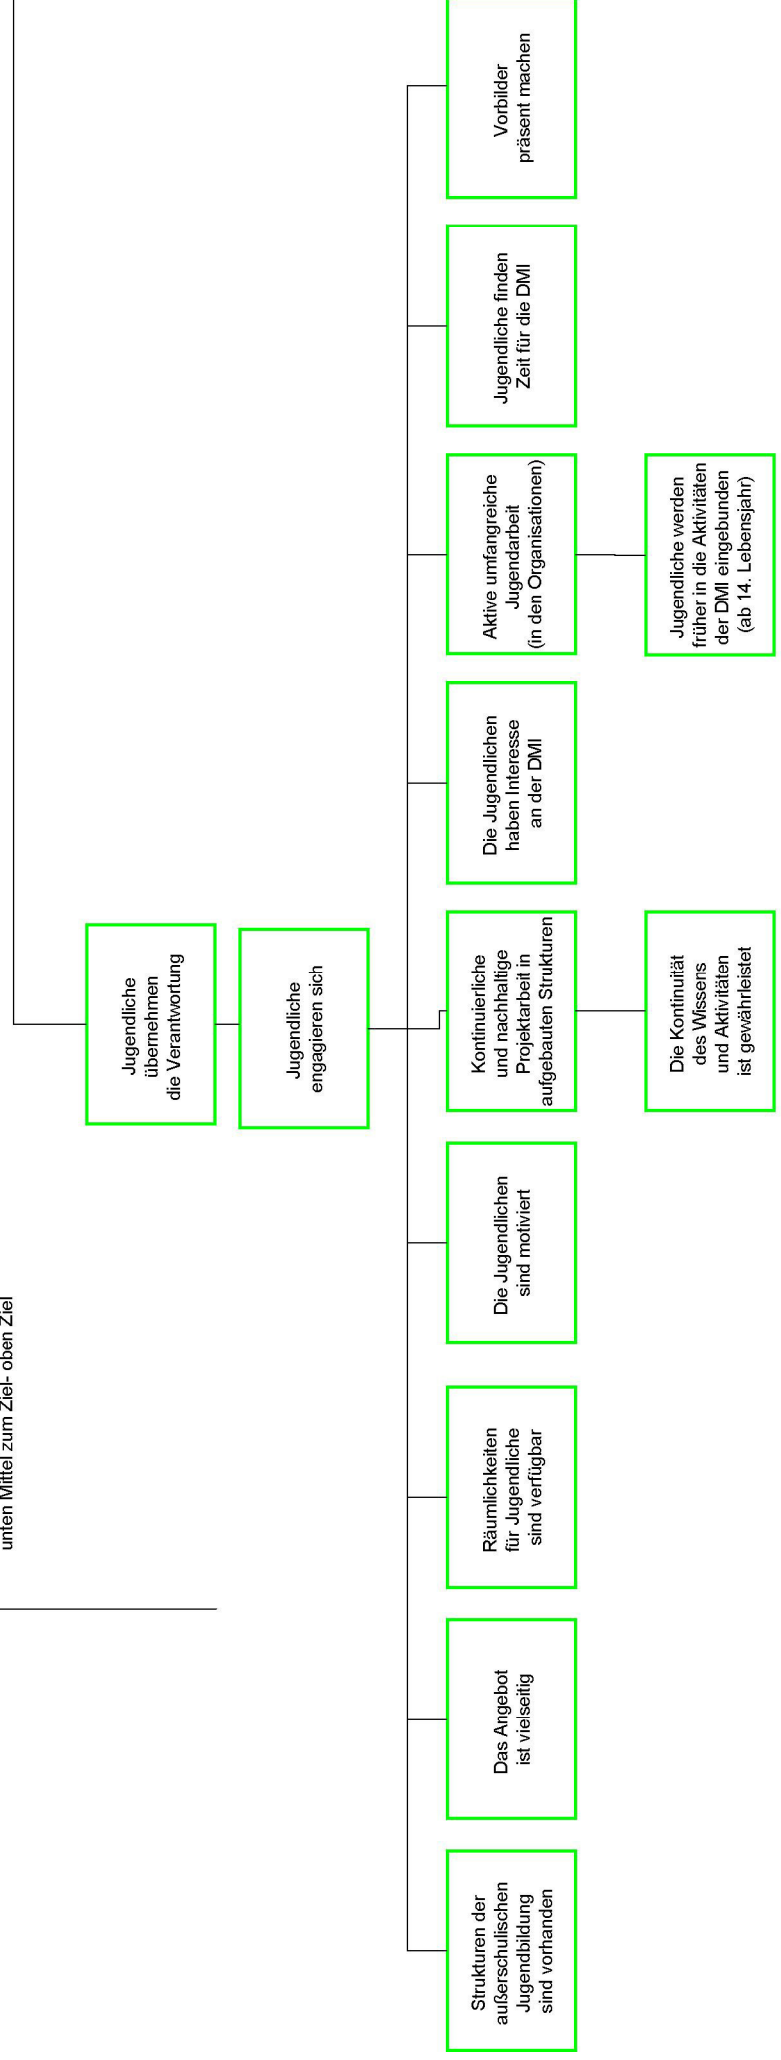 unten Mittel zum Ziel- oben Ziel
Jugendliche
übernehmen
die Verantwortung
Jugendliche
engagieren sich
Strukturen der
außerschulischen
Jugendbildung
sind vorhanden
Das Angebot
ist vielseitig
Räumlichkeiten
für Jugendliche
sind verfügbar
Die Jugendlichen
sind motiviert
Kontinuierliche
und nachhaltige
Projektarbeit in
aufgebauten Strukturen
Die Jugendlichen
haben Interesse
an der DMI
Aktive umfangreiche
Jugendarbeit
(in den Organisationen)
Jugendliche finden
Zeit für die DMI
Vorbilder
präsent machen
Die Kontinuität
des Wissens
und Aktivitäten
ist gewährleistet
Jugendliche werden
früher in die Aktivitäten
der DMI eingebunden
(ab 14. Lebensjahr)